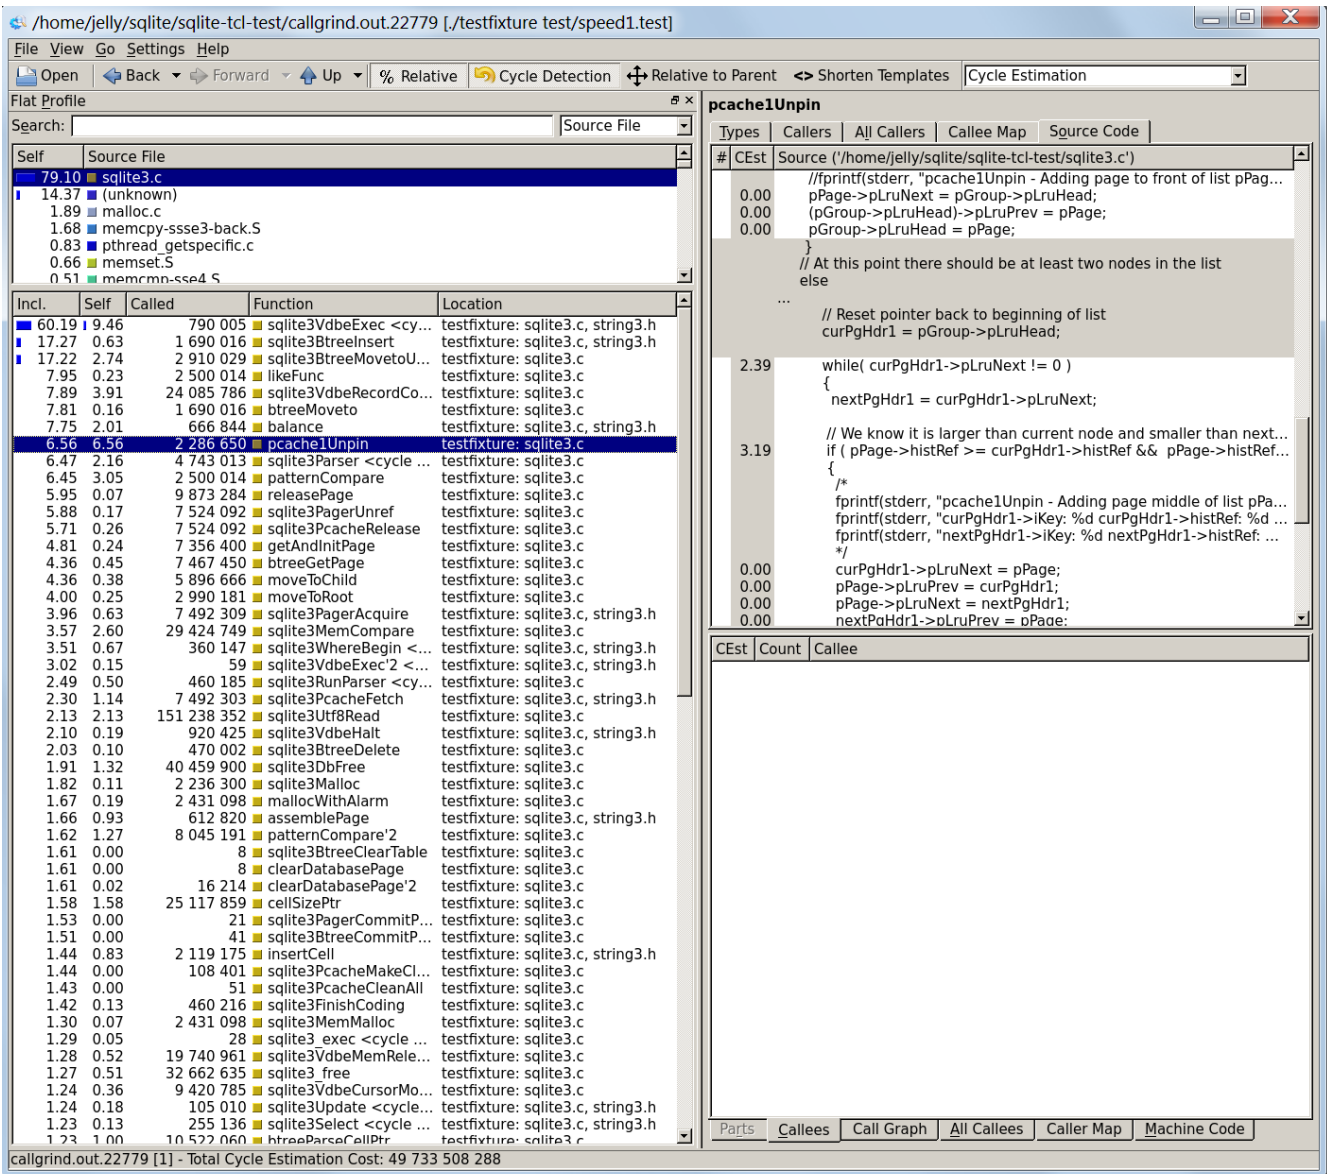 /home/jelly/sqlite/sqlite-tcl-test/callgrind.out.22779 [./testfixture test/speed1.test]
File View Go Settings Help
Open Back Forward Up % Relative Cycle Detection Relative to Parent <> Shorten Templates Cycle Estimation
Flat Profile
Search: Source File
Self Source File
79.10 sqlite3.c
14.37 (unknown)
1.89 malloc.c
1.68 memcpy-ssse3-back.S
0.83 pthread_getspecific.c
0.66 memset.S
0.51 memcmp-sse4.S
Incl. Self Called Function Location
60.19 9.46 790 005 sqlite3VdbeExec <cy... testfixture: sqlite3.c, string3.h
17.27 0.63 1 690 016 sqlite3BtreeInsert testfixture: sqlite3.c, string3.h
17.22 2.74 2 910 029 sqlite3BtreeMovetoU... testfixture: sqlite3.c
7.95 0.23 2 500 014 likeFunc testfixture: sqlite3.c
7.89 3.91 24 085 786 sqlite3VdbeRecordCo... testfixture: sqlite3.c
7.81 0.16 1 690 016 btreeMoveto testfixture: sqlite3.c
7.75 2.01 666 844 balance testfixture: sqlite3.c, string3.h
6.56 6.56 2 286 650 pcache1Unpin testfixture: sqlite3.c
6.47 2.16 4 743 013 sqlite3Parser <cycle ... testfixture: sqlite3.c
6.45 3.05 2 500 014 patternCompare testfixture: sqlite3.c
5.95 0.07 9 873 284 releasePage testfixture: sqlite3.c
5.88 0.17 7 524 092 sqlite3PagerUnref testfixture: sqlite3.c
5.71 0.26 7 524 092 sqlite3PcacheRelease testfixture: sqlite3.c
4.81 0.24 7 356 400 getAndInitPage testfixture: sqlite3.c
4.36 0.45 7 467 450 btreeGetPage testfixture: sqlite3.c
4.36 0.38 5 896 666 moveToChild testfixture: sqlite3.c
4.00 0.25 2 990 181 moveToRoot testfixture: sqlite3.c
3.96 0.63 7 492 309 sqlite3PagerAcquire testfixture: sqlite3.c, string3.h
3.57 2.60 29 424 749 sqlite3MemCompare testfixture: sqlite3.c
3.51 0.67 360 147 sqlite3WhereBegin <... testfixture: sqlite3.c, string3.h
3.02 0.15 59 sqlite3VdbeExec'2 <... testfixture: sqlite3.c, string3.h
2.49 0.50 460 185 sqlite3RunParser <cy... testfixture: sqlite3.c
2.30 1.14 7 492 303 sqlite3PcacheFetch testfixture: sqlite3.c, string3.h
2.13 2.13 151 238 352 sqlite3Utf8Read testfixture: sqlite3.c
2.10 0.19 920 425 sqlite3VdbeHalt testfixture: sqlite3.c, string3.h
2.03 0.10 470 002 sqlite3BtreeDelete testfixture: sqlite3.c
1.91 1.32 40 459 900 sqlite3DbFree testfixture: sqlite3.c
1.82 0.11 2 236 300 sqlite3Malloc testfixture: sqlite3.c
1.67 0.19 2 431 098 mallocWithAlarm testfixture: sqlite3.c
1.66 0.93 612 820 assemblePage testfixture: sqlite3.c, string3.h
1.62 1.27 8 045 191 patternCompare'2 testfixture: sqlite3.c
1.61 0.00 8 sqlite3BtreeClearTable testfixture: sqlite3.c
1.61 0.00 8 clearDatabasePage testfixture: sqlite3.c
1.61 0.02 16 214 clearDatabasePage'2 testfixture: sqlite3.c
1.58 1.58 25 117 859 cellSizePtr testfixture: sqlite3.c
1.53 0.00 21 sqlite3PagerCommitP... testfixture: sqlite3.c
1.51 0.00 41 sqlite3BtreeCommitP... testfixture: sqlite3.c
1.44 0.83 2 119 175 insertCell testfixture: sqlite3.c, string3.h
1.44 0.00 108 401 sqlite3PcacheMakeCl... testfixture: sqlite3.c
1.43 0.00 51 sqlite3PcacheCleanAll testfixture: sqlite3.c
1.42 0.13 460 216 sqlite3FinishCoding testfixture: sqlite3.c
1.30 0.07 2 431 098 sqlite3MemMalloc testfixture: sqlite3.c
1.29 0.05 28 sqlite3_exec <cycle ... testfixture: sqlite3.c
1.28 0.52 19 740 961 sqlite3VdbeMemRele... testfixture: sqlite3.c
1.27 0.51 32 662 635 sqlite3_free testfixture: sqlite3.c
1.24 0.36 9 420 785 sqlite3VdbeCursorMo... testfixture: sqlite3.c
1.24 0.18 105 010 sqlite3Update <cycle... testfixture: sqlite3.c, string3.h
1.23 0.13 255 136 sqlite3Select <cycle ... testfixture: sqlite3.c, string3.h
1.23 1.00 10 522 060 btreeParseCellPtr testfixture: sqlite3.c
pcache1Unpin
Types Callers All Callers Callee Map Source Code
# CEst Source ('/home/jelly/sqlite/sqlite-tcl-test/sqlite3.c')
//fprintf(stderr, "pcache1Unpin - Adding page to front of list pPag...
0.00 pPage->pLruNext = pGroup->pLruHead;
0.00 (pGroup->pLruHead)->pLruPrev = pPage;
0.00 pGroup->pLruHead = pPage;
}
// At this point there should be at least two nodes in the list
else
...
// Reset pointer back to beginning of list
curPgHdr1 = pGroup->pLruHead;
2.39 while( curPgHdr1->pLruNext != 0 )
{
nextPgHdr1 = curPgHdr1->pLruNext;
// We know it is larger than current node and smaller than next...
3.19 if ( pPage->histRef >= curPgHdr1->histRef && pPage->histRef...
{
/*
fprintf(stderr, "pcache1Unpin - Adding page middle of list pPa...
fprintf(stderr, "curPgHdr1->iKey: %d curPgHdr1->histRef: %d ...
fprintf(stderr, "nextPgHdr1->iKey: %d nextPgHdr1->histRef: ...
*/
0.00 curPgHdr1->pLruNext = pPage;
0.00 pPage->pLruPrev = curPgHdr1;
0.00 pPage->pLruNext = nextPgHdr1;
0.00 nextPgHdr1->pLruPrev = pPage;
CEst Count Callee
Parts Callees Call Graph All Callees Caller Map Machine Code
callgrind.out.22779 [1] - Total Cycle Estimation Cost: 49 733 508 288